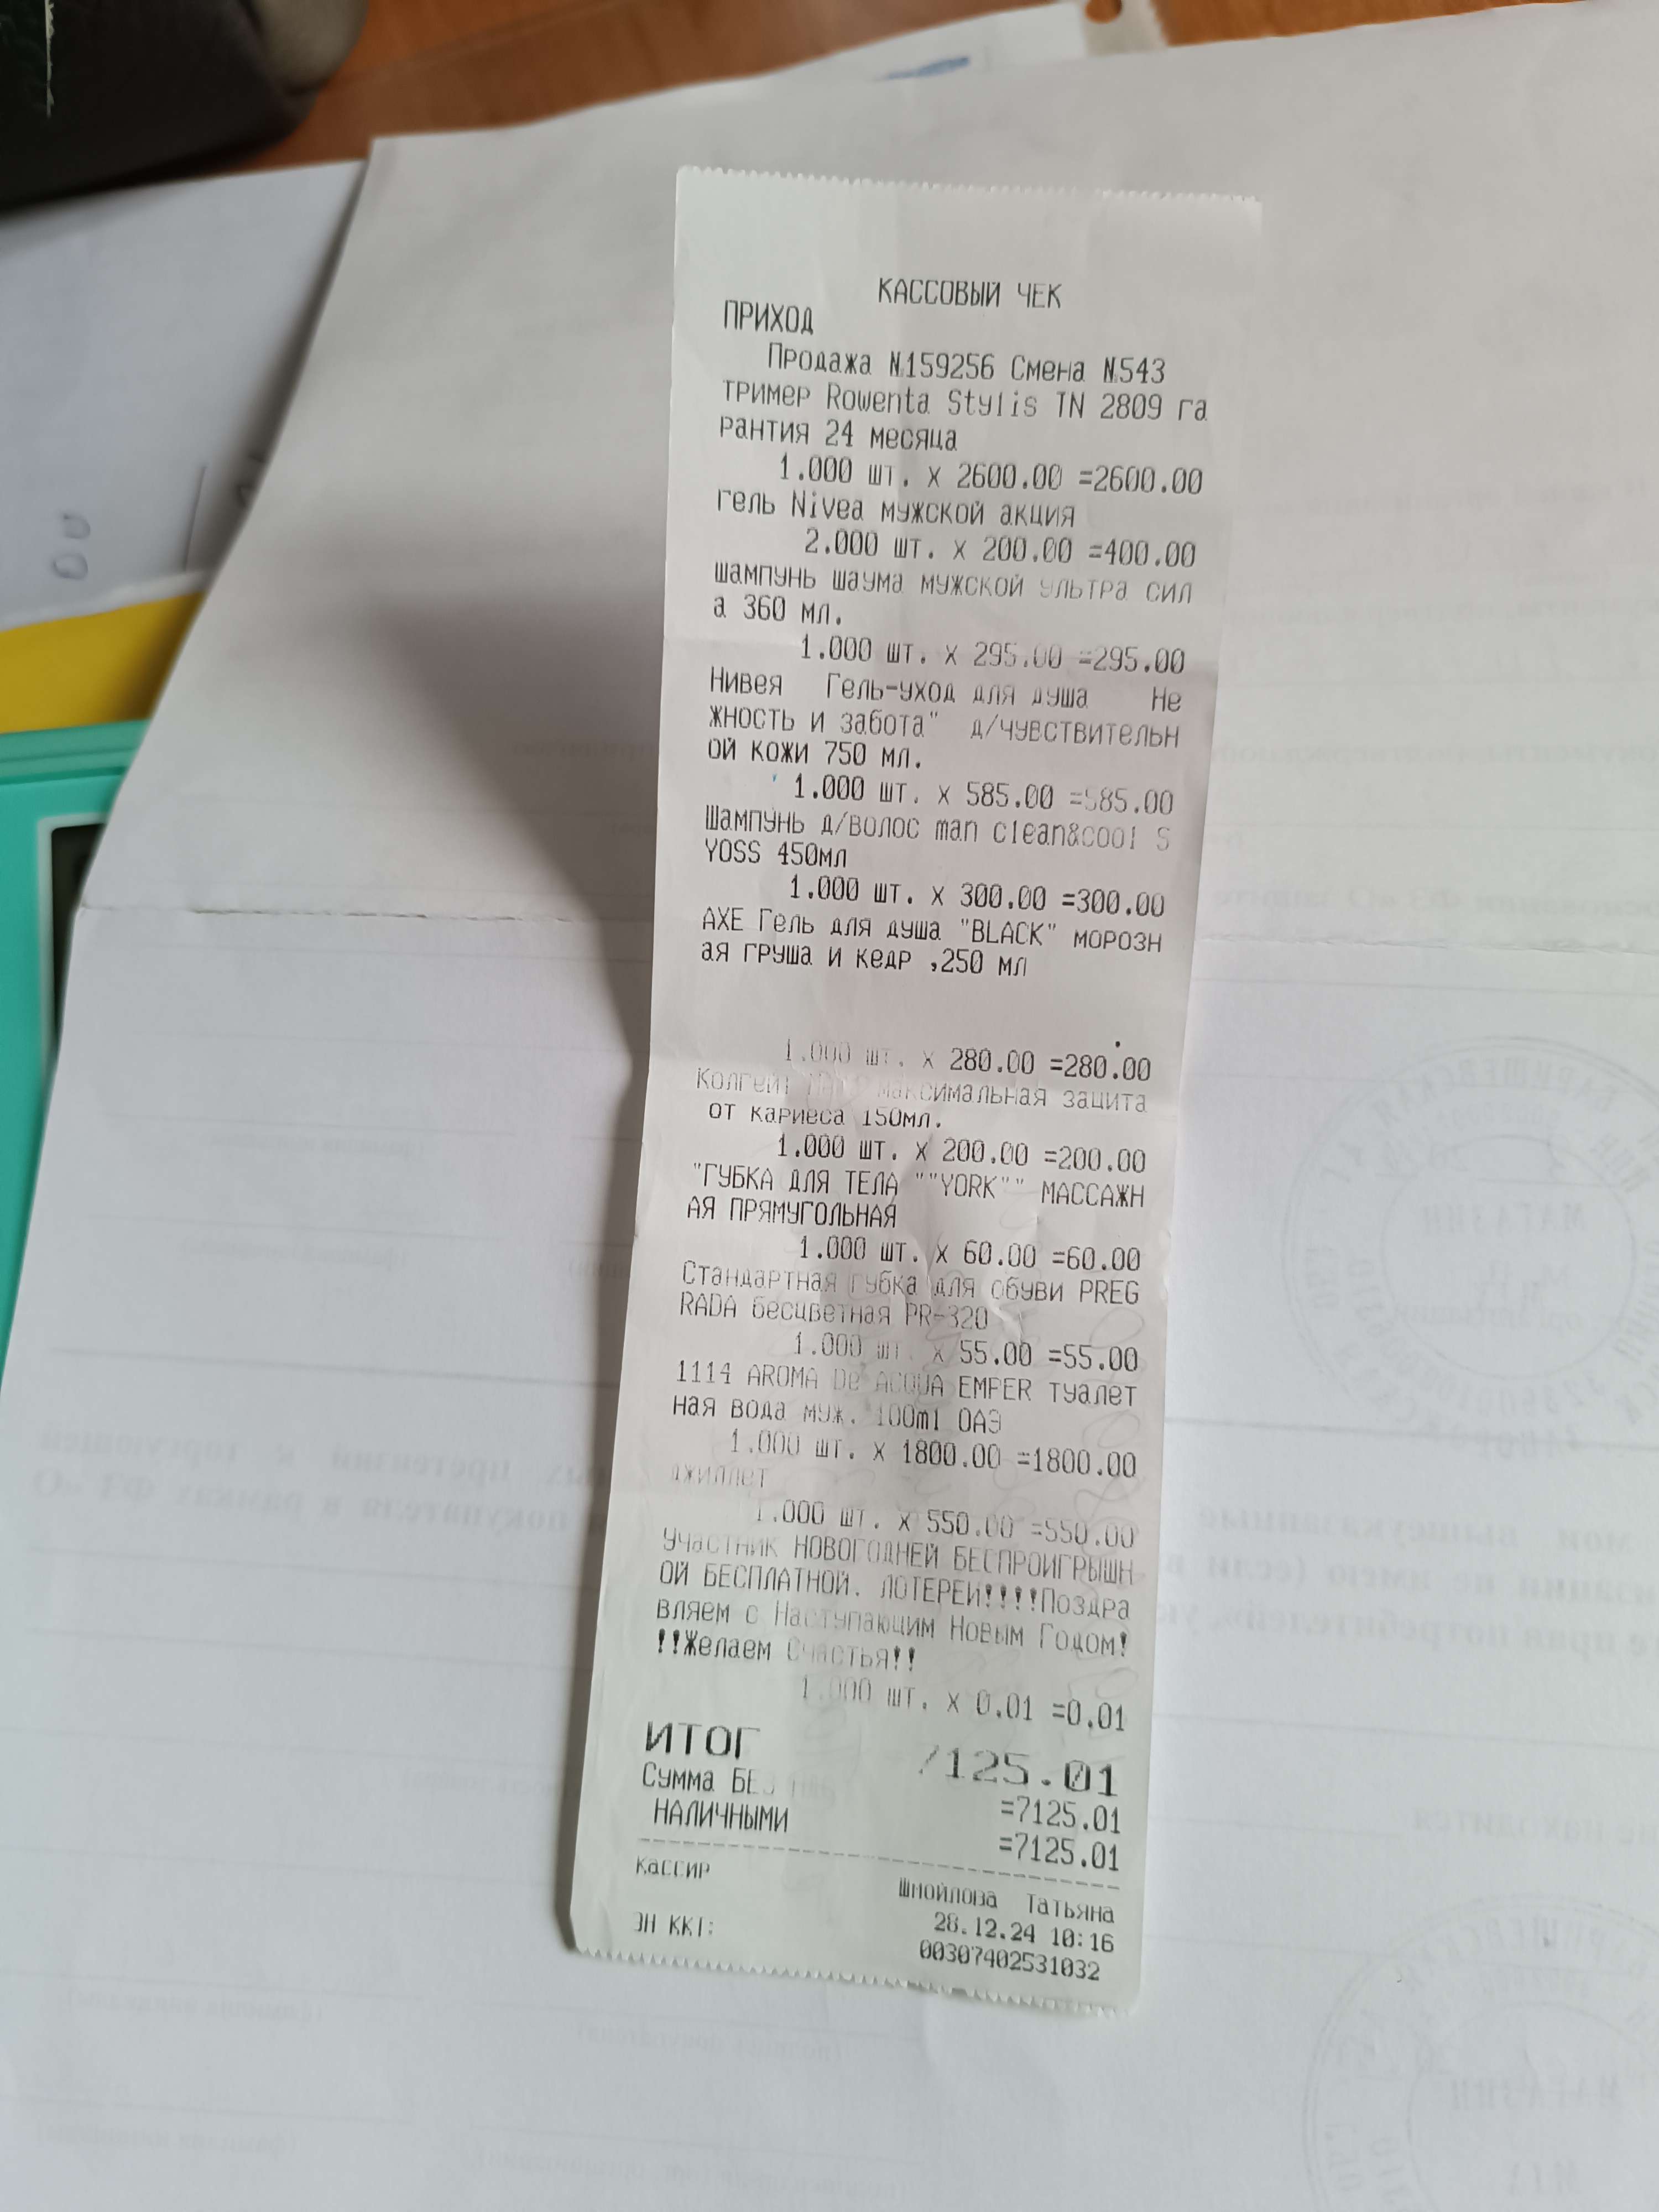 КАССОВЫЙ ЧЕК
ПРИХОД
Продажа №159256 Смена №543
тример Rowenta Stylis TN 2809 га
рантия 24 месяца
1.000 шт. X 2600.00 =2600.00
гель Nivea мужской акция
2.000 шт. X 200.00 =400.00
шампунь шаума мужской ультра сил
а 360 мл.
1.000 шт. X 295.00 =295.00
Нивея Гель-уход для душа Не
жность и забота" д/чувствительн
ой кожи 750 мл.
1.000 шт. X 585.00 =585.00
Шампунь д/волос man clean&cool S
YOSS 450мл
1.000 шт. X 300.00 =300.00
AXE Гель для душа "BLACK" морозн
ая груша и кедр ,250 мл
1.000 шт. X 280.00 =280.00
Колгейт максимальная защита
от кариеса 150мл.
1.000 шт. X 200.00 =200.00
"ГУБКА ДЛЯ ТЕЛА ""YORK"" МАССАЖН
АЯ ПРЯМУГОЛЬНАЯ
1.000 шт. X 60.00 =60.00
Стандартная губка для обуви PREG
RADA бесцветная PR-320
1.000 шт. X 55.00 =55.00
1114 AROMA De ACQUA EMPER туалет
ная вода муж. 100ml ОАЭ
1.000 шт. X 1800.00 =1800.00
джиллет
1.000 шт. X 550.00 =550.00
Участник НОВОГОДНЕЙ БЕСПРОИГРЫШН
ОЙ БЕСПЛАТНОЙ. ЛОТЕРЕИ!!!!Поздра
вляем с Наступающим Новым Годом!
!!Желаем Счастья!!
1.000 шт. X 0.01 =0.01
ИТОГ 7125.01
Сумма БЕЗ НДС =7125.01
НАЛИЧНЫМИ =7125.01
кассир Шмойлова Татьяна
28.12.24 10:16
ЗН ККТ: 00307402531032